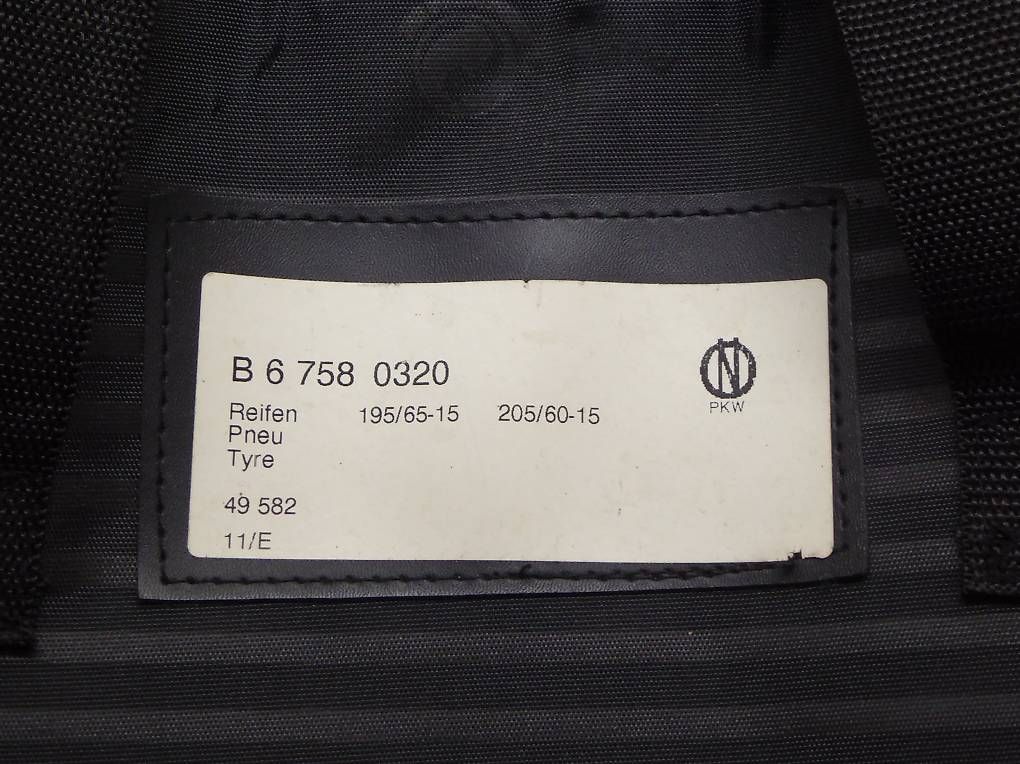 B 6 758 0320
N
PKW
Reifen 195/65-15 205/60-15
Pneu
Tyre
49 582
11/E